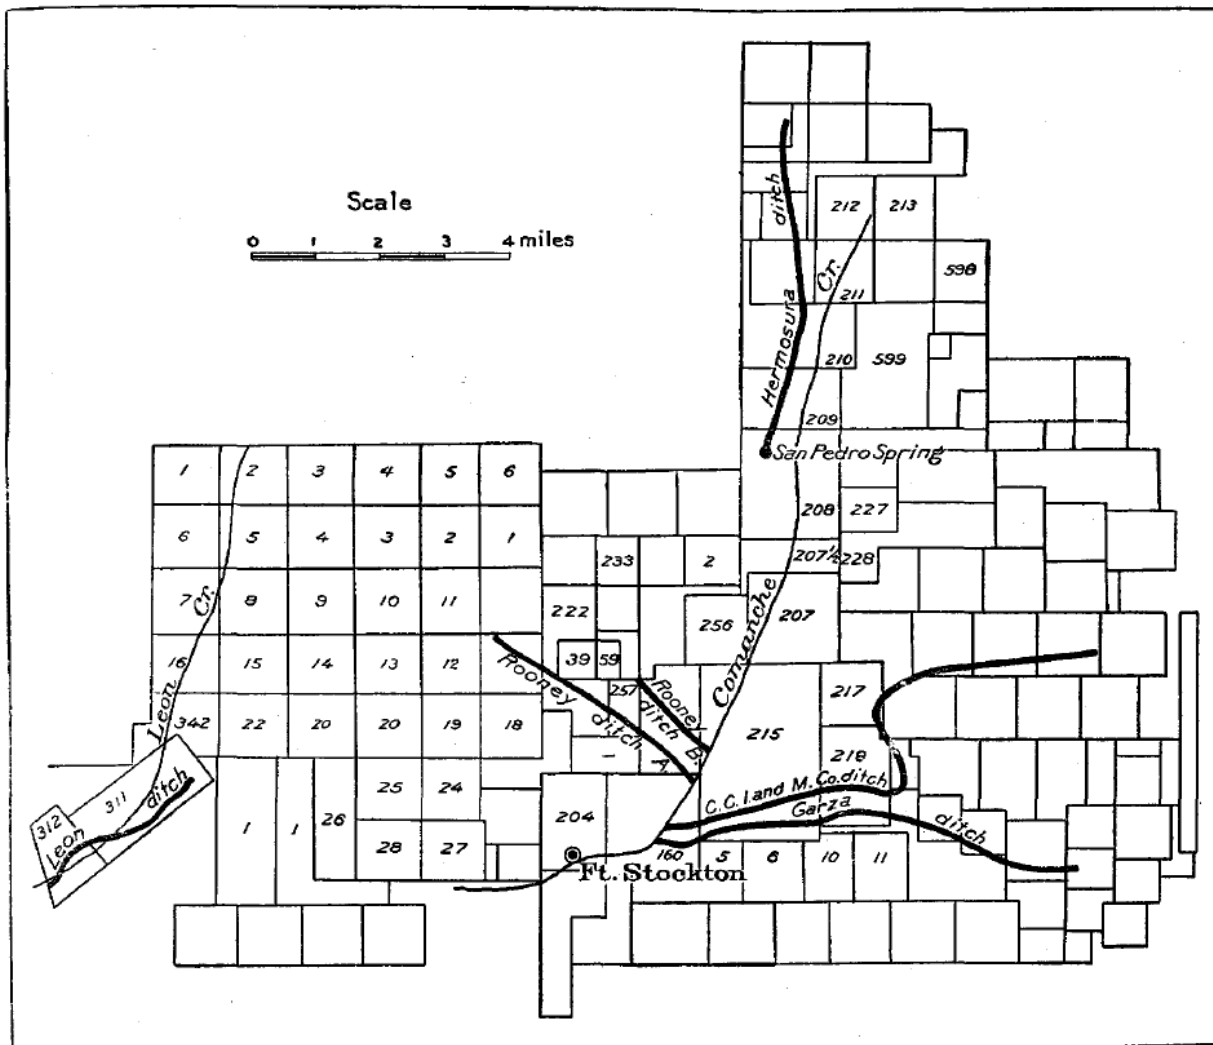 Scale
0 1 2 3 4 miles
212 213
ditch
Cr.
211
598
Hermosura
210 599
209
San Pedro Spring
1 2 3 4 5 6
208 227
6 5 4 3 2 1
233 2 207½ 228
7 Cr. 8 9 10 11
222 256 Comanche 207
16 15 14 13 12
39 59
Rooney ditch A.
257
Rooney ditch B.
217
342 22 20 20 19 18
Leon
1
215
218
C.C.I. and M. Co. ditch
Garza ditch
311
312
Leon ditch
25 24
1 1 26
204
28 27
160 5 6 10 11
Ft. Stockton